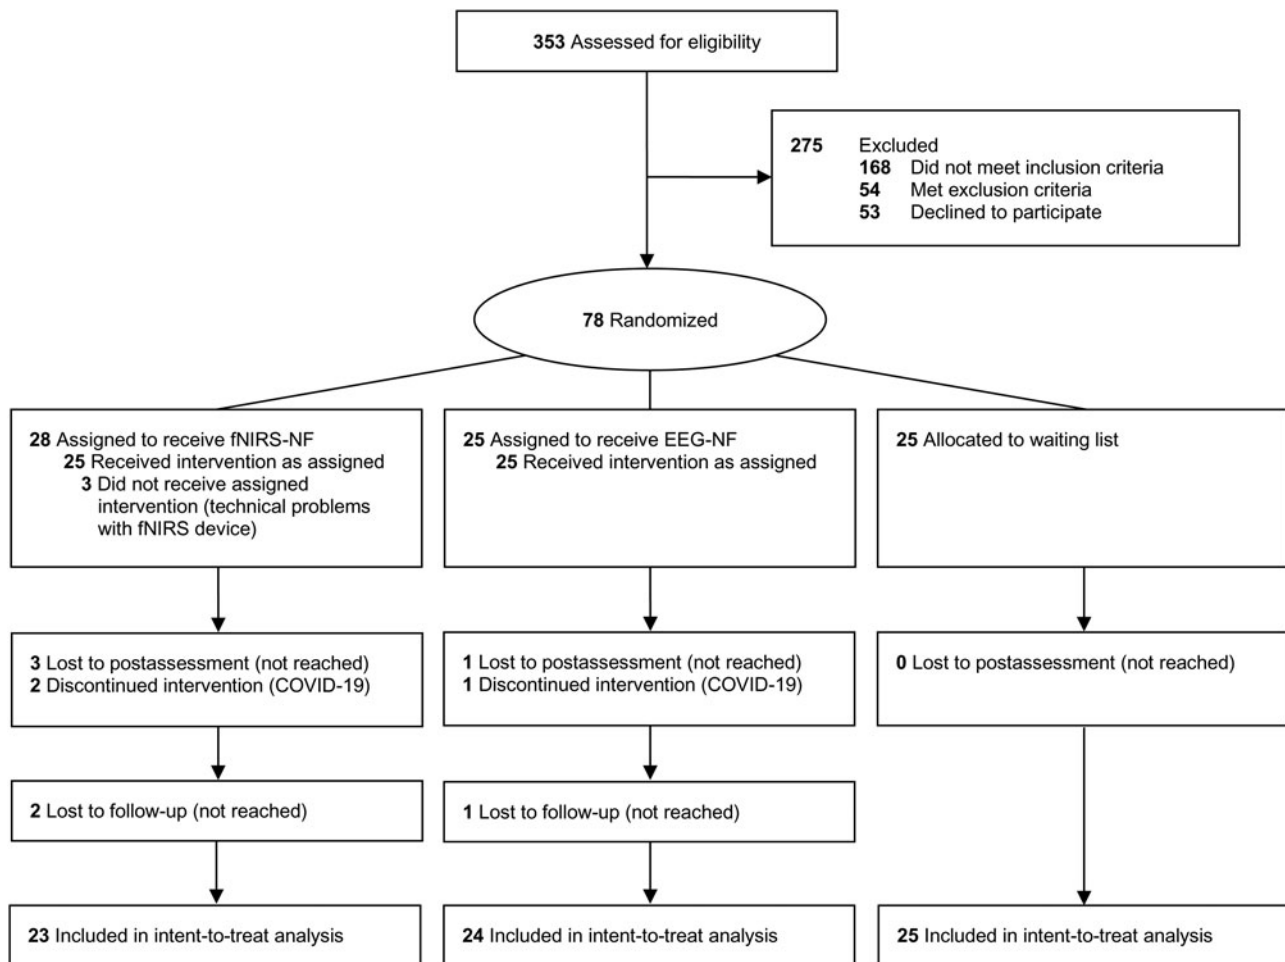 353 Assessed for eligibility
275 Excluded
168 Did not meet inclusion criteria
54 Met exclusion criteria
53 Declined to participate
78 Randomized
28 Assigned to receive fNIRS-NF
25 Received intervention as assigned
3 Did not receive assigned
intervention (technical problems
with fNIRS device)
25 Assigned to receive EEG-NF
25 Received intervention as assigned
25 Allocated to waiting list
3 Lost to postassessment (not reached)
2 Discontinued intervention (COVID-19)
1 Lost to postassessment (not reached)
1 Discontinued intervention (COVID-19)
0 Lost to postassessment (not reached)
2 Lost to follow-up (not reached)
1 Lost to follow-up (not reached)
23 Included in intent-to-treat analysis
24 Included in intent-to-treat analysis
25 Included in intent-to-treat analysis